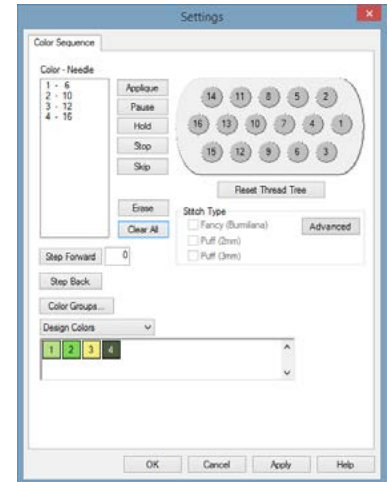 Settings
Color Sequence
Color - Needle
1 - 6
2 - 10
3 - 12
4 - 16
Applique
Pause
Hold
Stop
Skip
Erase
Clear All
14 11 8 5 2
16 13 10 7 4 1
15 12 9 6 3
Reset Thread Tree
Stitch Type
Fancy (Burmilana)
Puff (2mm)
Puff (3mm)
Advanced
Step Forward 0
Step Back
Color Groups...
Design Colors
1 2 3 4
OK Cancel Apply Help